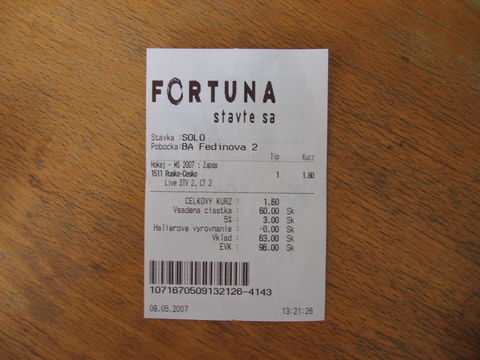 FORTUNA
stavte sa
Stavka :SOLO
Pobocka:BA Fedinova 2
Tip Kurz
Hokej - MS 2007 : Zapas
1511 Rusko-Cesko 1 1.60
Live STV 2, CT 2
CELKOVY KURZ : 1.60
Vsadena ciastka : 60.00 Sk
5% : 3.00 Sk
Halierove vyrovnanie : -0.00 Sk
Vklad : 63.00 Sk
EVK : 96.00 Sk
1071670509132126-4143
09.05.2007 13:21:26